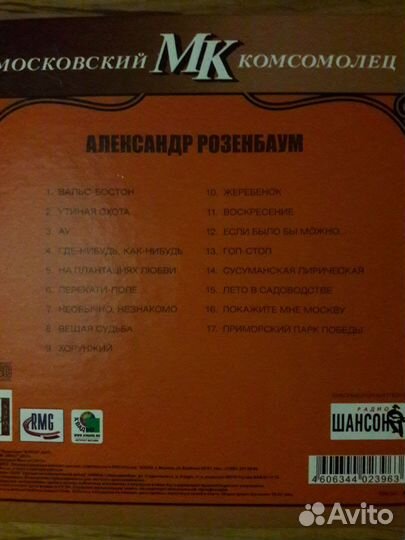 МОСКОВСКИЙ МК КОМСОМОЛЕЦ
АЛЕКСАНДР РОЗЕНБАУМ
1. ВАЛЬС БОСТОН
2. УТИНАЯ ОХОТА
3. АУ
4. ГДЕ-НИБУДЬ, КАК-НИБУДЬ
5. НА ПЛАНТАЦИЯХ ЛЮБВИ
6. ПЕРЕКАТИ-ПОЛЕ
7. НЕОБЫЧНО, НЕЗНАКОМО
8. ВЕЩАЯ СУДЬБА
9. ХОРУНЖИЙ
10. ЖЕРЕБЕНОК
11. ВОСКРЕСЕНИЕ
12. ЕСЛИ БЫЛО БЫ МОЖНО...
13. ГОП-СТОП
14. СУСУМАНСКАЯ ЛИРИЧЕСКАЯ
15. ЛЕТО В САДОВОДСТВЕ
16. ПОКАЖИТЕ МНЕ МОСКВУ
17. ПРИМОРСКИЙ ПАРК ПОБЕДЫ
RMG
КВАДРО
РАДИО
ШАНСОН
4 606344 023963
Avito